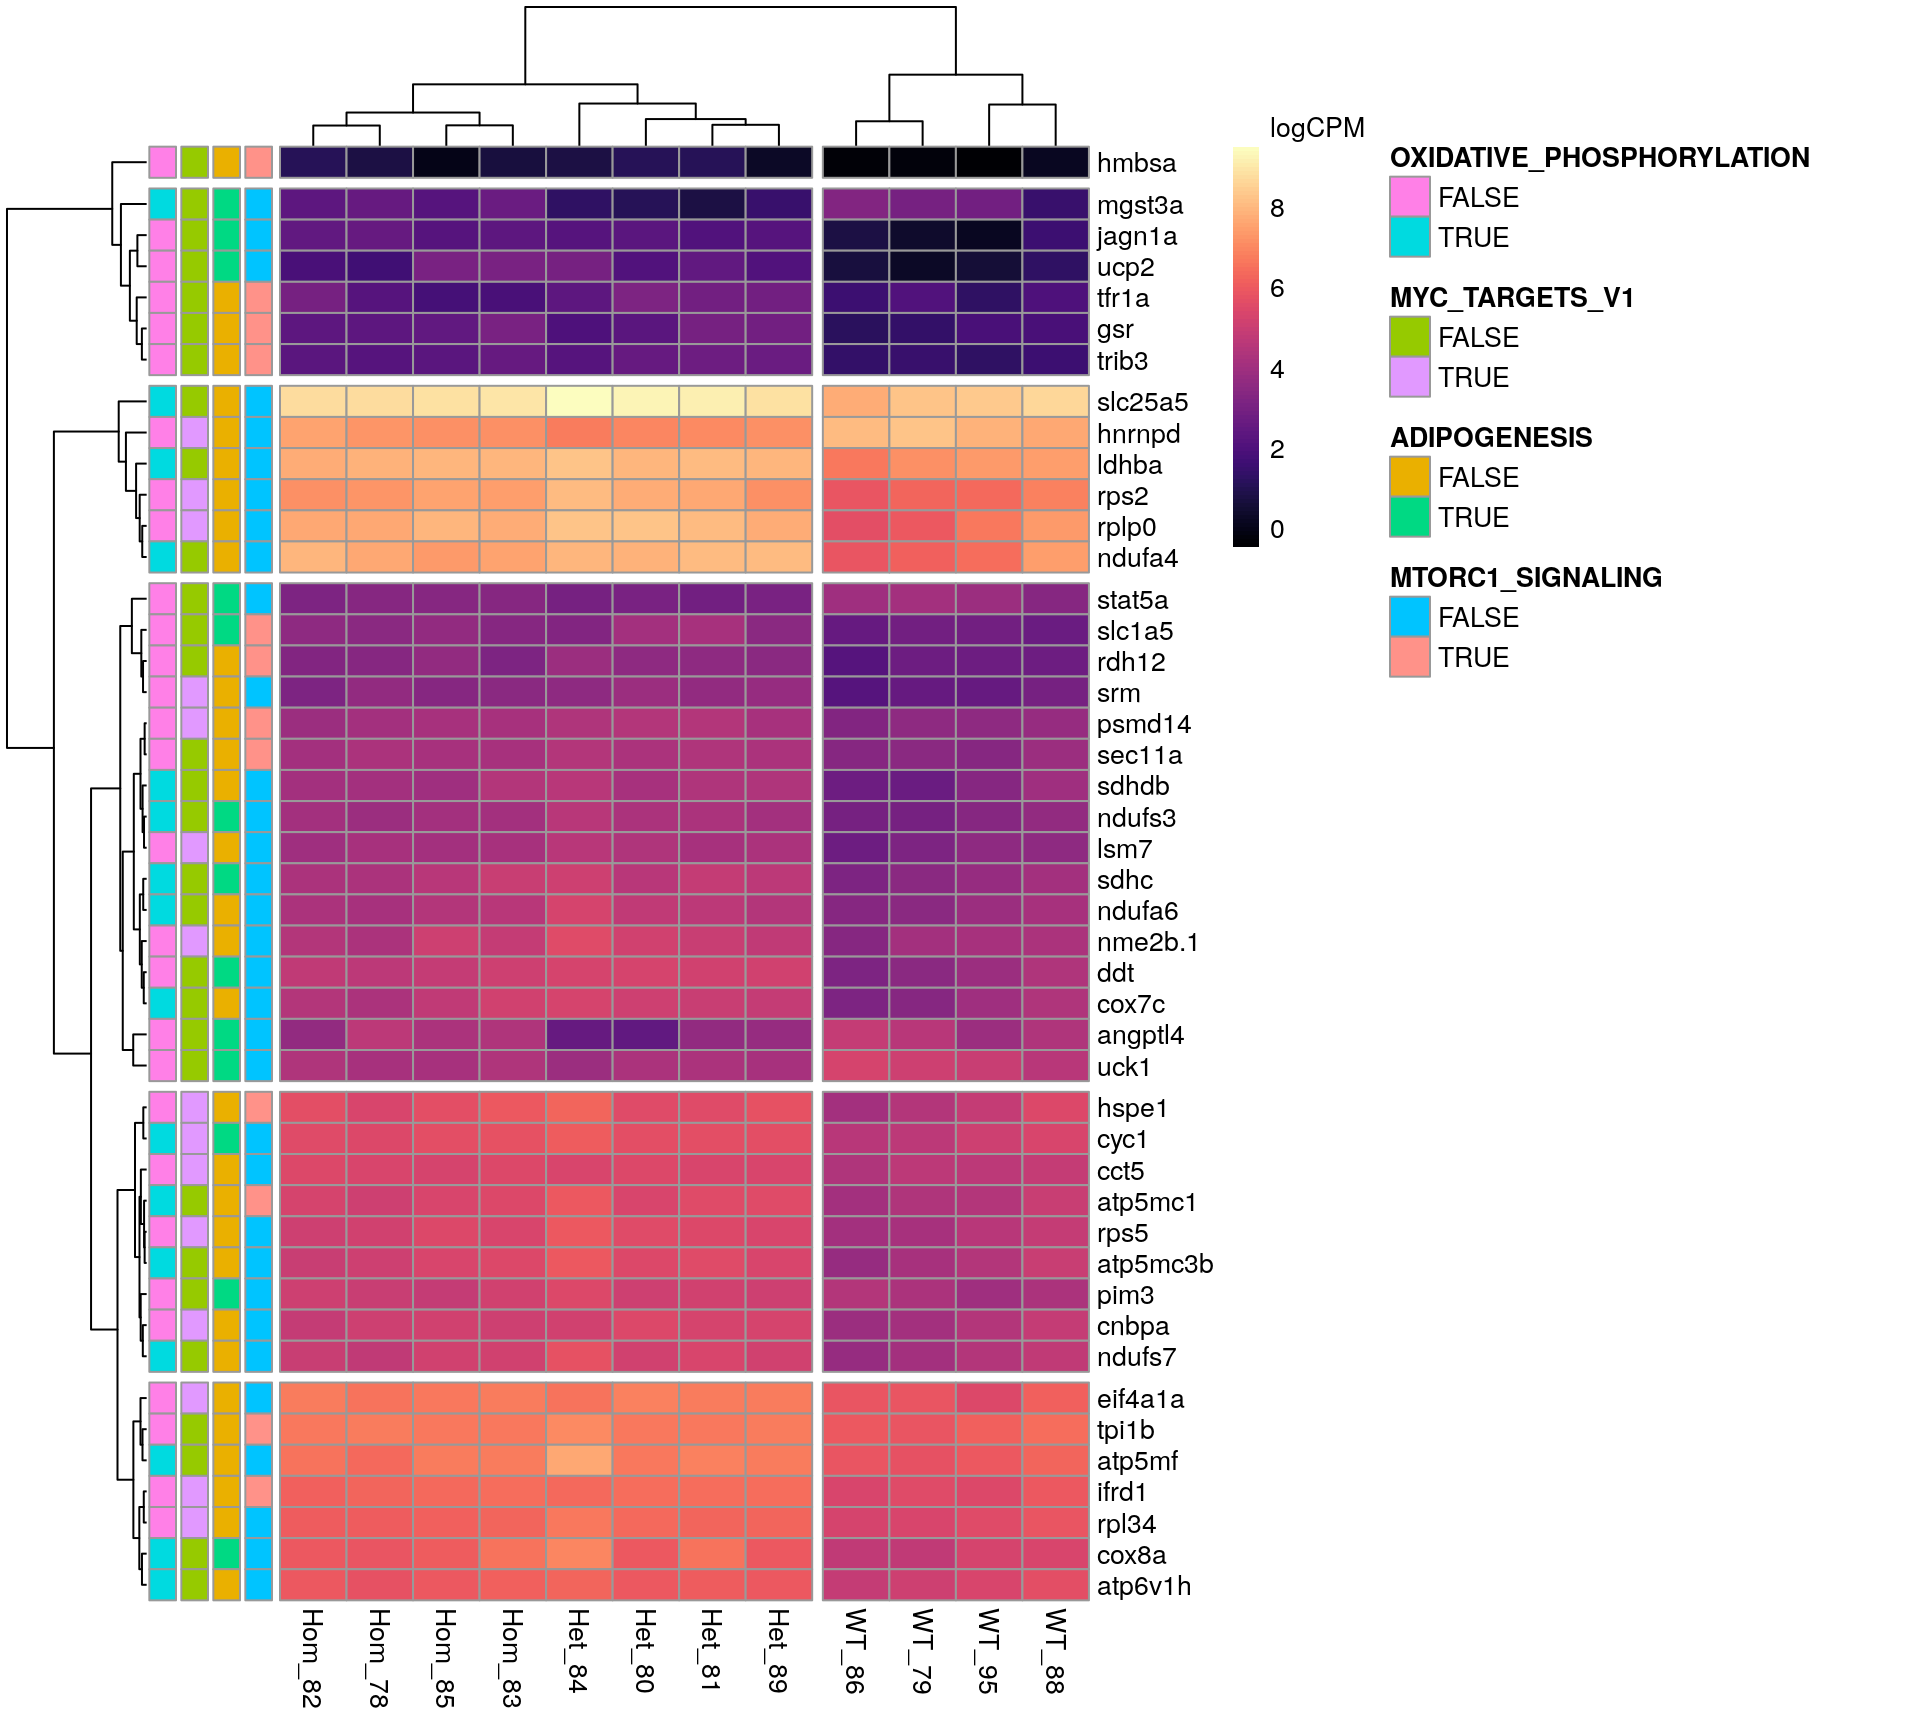 logCPM
8
6
4
2
0
OXIDATIVE_PHOSPHORYLATION
FALSE
TRUE
MYC_TARGETS_V1
FALSE
TRUE
ADIPOGENESIS
FALSE
TRUE
MTORC1_SIGNALING
FALSE
TRUE
hmbsa
mgst3a
jagn1a
ucp2
tfr1a
gsr
trib3
slc25a5
hnrnpd
ldhba
rps2
rplp0
ndufa4
stat5a
slc1a5
rdh12
srm
psmd14
sec11a
sdhdb
ndufs3
lsm7
sdhc
ndufa6
nme2b.1
ddt
cox7c
angptl4
uck1
hspe1
cyc1
cct5
atp5mc1
rps5
atp5mc3b
pim3
cnbpa
ndufs7
eif4a1a
tpi1b
atp5mf
ifrd1
rpl34
cox8a
atp6v1h
Hom_82
Hom_78
Hom_85
Hom_83
Het_84
Het_80
Het_81
Het_89
WT_86
WT_79
WT_95
WT_88